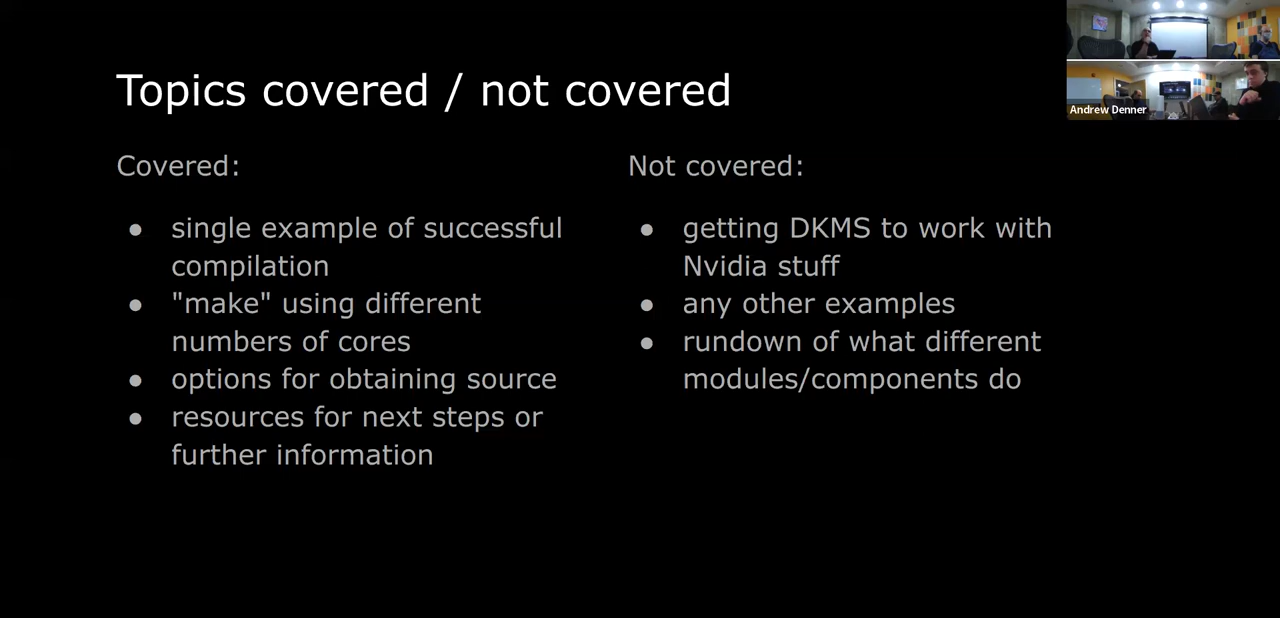 Topics covered / not covered
Covered:
● single example of successful
compilation
● "make" using different
numbers of cores
● options for obtaining source
● resources for next steps or
further information
Not covered:
● getting DKMS to work with
Nvidia stuff
● any other examples
● rundown of what different
modules/components do
Andrew Denner